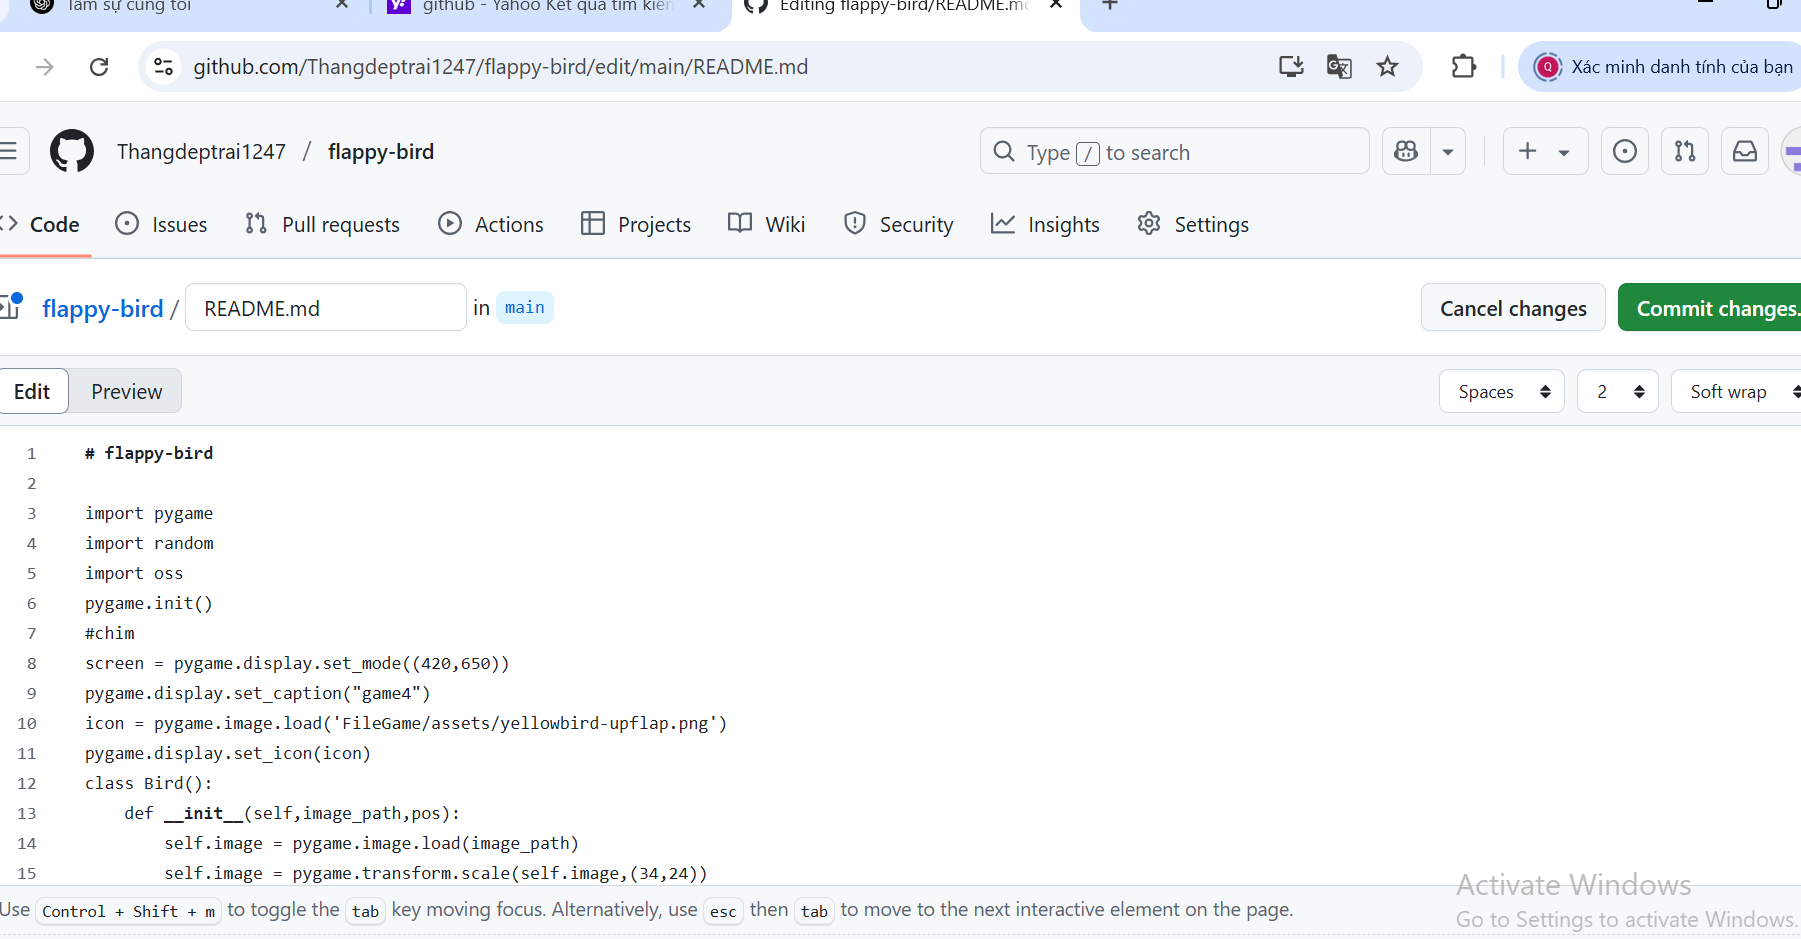 Tâm sự cùng tôi
github - Yahoo Kết quả tìm kiếm
Editing flappy-bird/README.md
github.com/Thangdeptrai1247/flappy-bird/edit/main/README.md
Xác minh danh tính của bạn
Thangdeptrai1247 / flappy-bird
Type / to search
Code Issues Pull requests Actions Projects Wiki Security Insights Settings
flappy-bird / README.md in main
Cancel changes
Commit changes.
Edit Preview
Spaces 2 Soft wrap
1 # flappy-bird
2
3 import pygame
4 import random
5 import oss
6 pygame.init()
7 #chim
8 screen = pygame.display.set_mode((420,650))
9 pygame.display.set_caption("game4")
10 icon = pygame.image.load('FileGame/assets/yellowbird-upflap.png')
11 pygame.display.set_icon(icon)
12 class Bird():
13 def __init__(self,image_path,pos):
14 self.image = pygame.image.load(image_path)
15 self.image = pygame.transform.scale(self.image,(34,24))
Use Control + Shift + m to toggle the tab key moving focus. Alternatively, use esc then tab to move to the next interactive element on the page.
Activate Windows
Go to Settings to activate Windows.